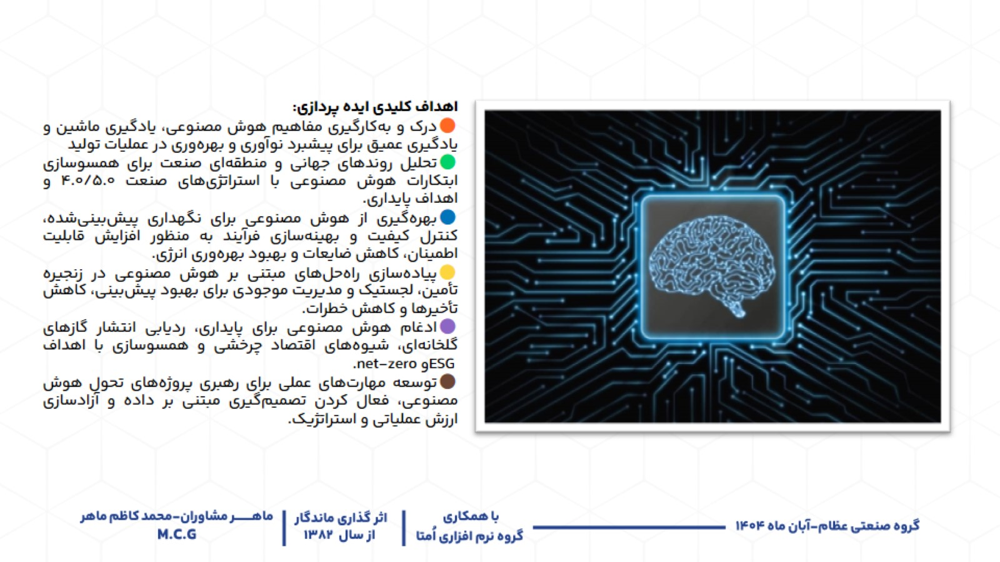 اهداف کلیدی ایده پردازی:
درک و به‌کارگیری مفاهیم هوش مصنوعی، یادگیری ماشین و
یادگیری عمیق برای پیشبرد نوآوری و بهره‌وری در عملیات تولید
تحلیل روندهای جهانی و منطقه‌ای صنعت برای همسوسازی
ابتکارات هوش مصنوعی با استراتژی‌های صنعت ۴.۰/۵.۰ و
اهداف پایداری.
بهره‌گیری از هوش مصنوعی برای نگهداری پیش‌بینی‌شده،
کنترل کیفیت و بهینه‌سازی فرآیند به منظور افزایش قابلیت
اطمینان، کاهش ضایعات و بهبود بهره‌وری انرژی.
پیاده‌سازی راه‌حل‌های مبتنی بر هوش مصنوعی در زنجیره
تأمین، لجستیک و مدیریت موجودی برای بهبود پیش‌بینی، کاهش
تأخیرها و کاهش خطرات.
ادغام هوش مصنوعی برای پایداری، ردیابی انتشار گازهای
گلخانه‌ای، شیوه‌های اقتصاد چرخشی و همسوسازی با اهداف
ESGو net-zero.
توسعه مهارت‌های عملی برای رهبری پروژه‌های تحول هوش
مصنوعی، فعال کردن تصمیم‌گیری مبتنی بر داده و آزادسازی
ارزش عملیاتی و استراتژیک.
گروه صنعتی عظام-آبان ماه ۱۴۰۴
با همکاری
گروه نرم افزاری اُمتا
اثر گذاری ماندگار
از سال ۱۳۸۲
ماهـــر مشاوران-محمد کاظم ماهر
M.C.G